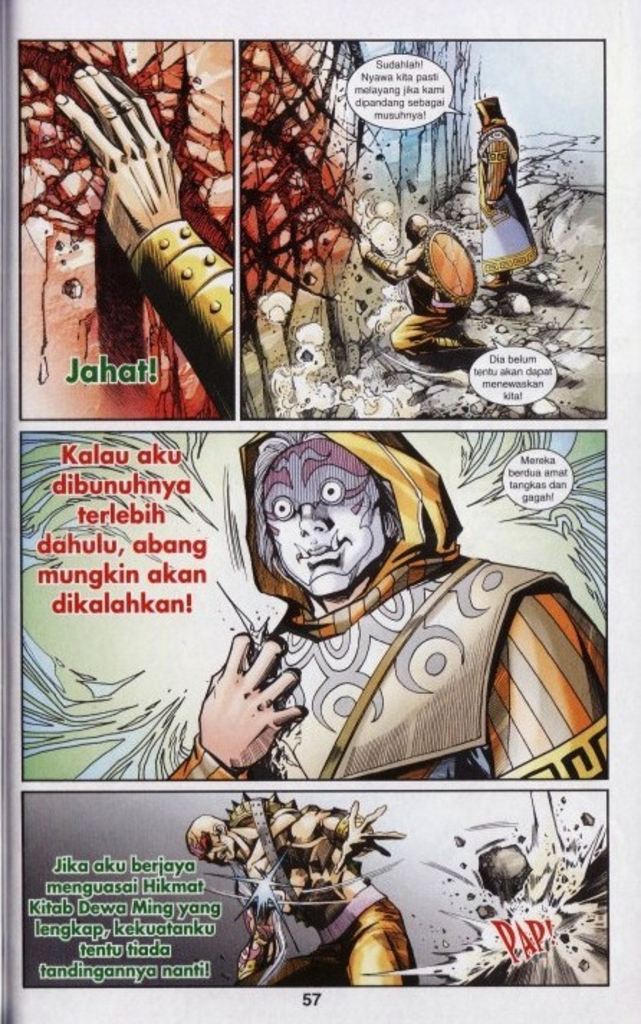 Jahat!
Sudahlah!
Nyawa kita pasti
melayang jika kami
dipandang sebagai
musuhnya!
Dia belum
tentu akan dapat
menewaskan
kita!
Kalau aku
dibunuhnya
terlebih
dahulu, abang
mungkin akan
dikalahkan!
Mereka
berdua amat
tangkas dan
gagah!
Jika aku berjaya
menguasai Hikmat
Kitab Dewa Ming yang
lengkap, kekuatanku
tentu tiada
tandingannya nanti!
PAP!
57